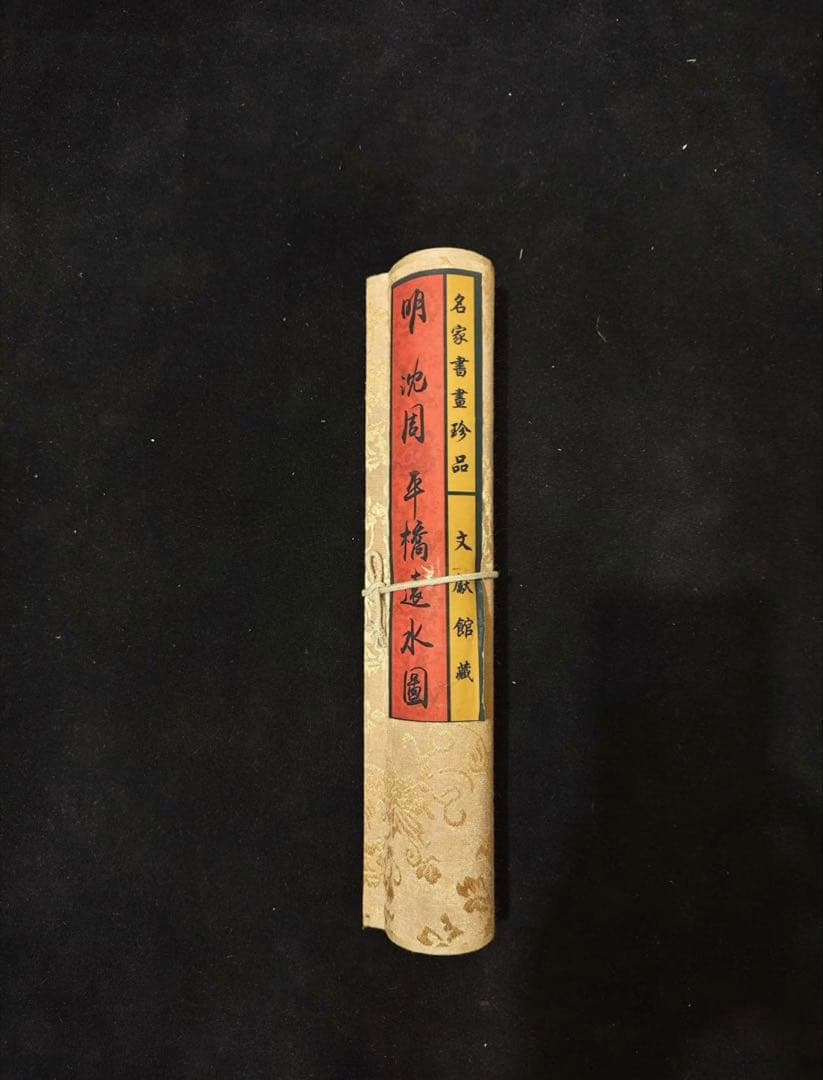 名家書畫珍品
文獻館藏
明 沈周 平橋遠水圖